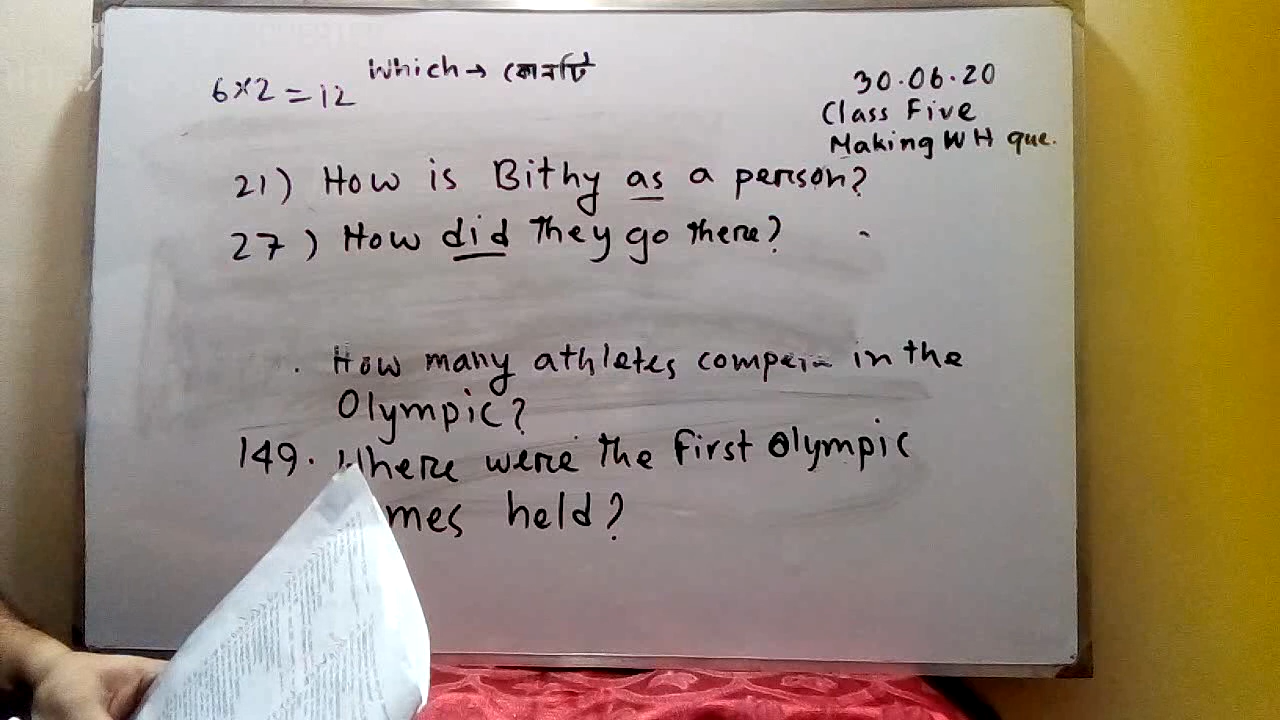 6×2=12
Which → কোনটি
30.06.20
Class Five
Making WH que.
21) How is Bithy as a person?
27) How did they go there?
. How many athletes in the
Olympic?
149. Where were the First Olympic
mes held?